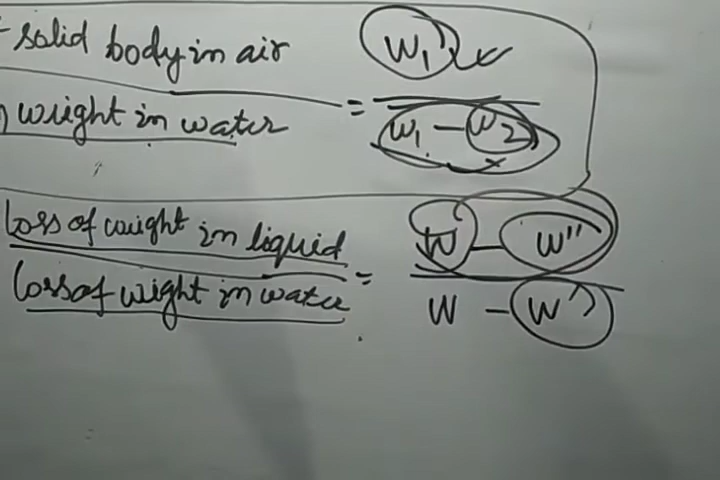 solid body in air W₁
weight in water = W₁ – W₂
loss of weight in liquid W – W''
loss of wight in water = W – W'